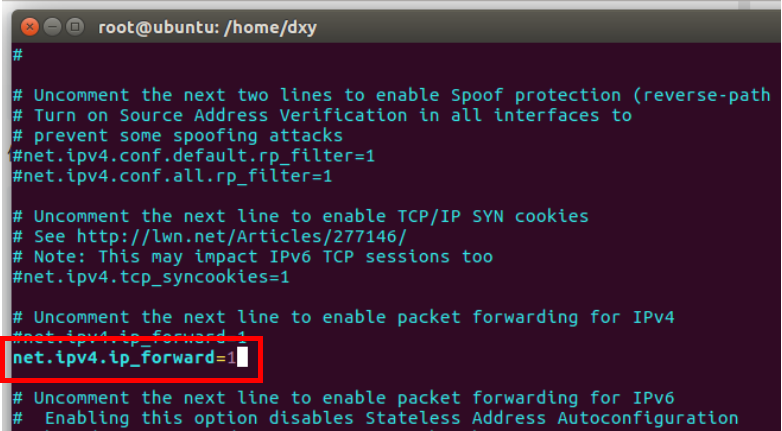 root@ubuntu: /home/dxy
#
# Uncomment the next two lines to enable Spoof protection (reverse-path
# Turn on Source Address Verification in all interfaces to
# prevent some spoofing attacks
#net.ipv4.conf.default.rp_filter=1
#net.ipv4.conf.all.rp_filter=1
# Uncomment the next line to enable TCP/IP SYN cookies
# See http://lwn.net/Articles/277146/
# Note: This may impact IPv6 TCP sessions too
#net.ipv4.tcp_syncookies=1
# Uncomment the next line to enable packet forwarding for IPv4
#net.ipv4.ip_forward=1
net.ipv4.ip_forward=1
# Uncomment the next line to enable packet forwarding for IPv6
#  Enabling this option disables Stateless Address Autoconfiguration